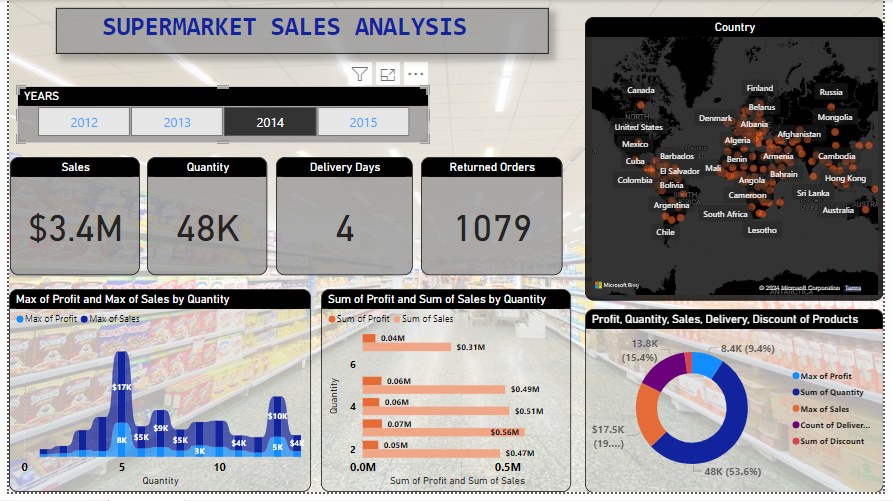 SUPERMARKET SALES ANALYSIS
YEARS
2012 2013 2014 2015
Sales
$3.4M
Quantity
48K
Delivery Days
4
Returned Orders
1079
Country
Canada
Finland
Russia
Belarus
NORTH
Denmark
Mongolia
United States
Albania
Afghanistan
Mexico
Algeria
Cuba
Barbados
Benin
Armenia
Cambodia
El Salvador
Mali
Bahrain
Colombia
Bolivia
Angola
Hong Kong
Cameroon
Sri Lanka
Argentina
South Africa
Australia
Chile
Lesotho
Microsoft Bing
© 2024 Microsoft Corporation Terms
Max of Profit and Max of Sales by Quantity
Max of Profit Max of Sales
$17K
8K
$5K
$9K
$5K
3K
$4K
$10K
5K
$4K
0 5 10
Quantity
Sum of Profit and Sum of Sales by Quantity
Sum of Profit Sum of Sales
0.04M
$0.31M
6
0.06M
$0.49M
4
0.06M
$0.51M
0.07M
$0.56M
2
0.05M
$0.47M
Quantity
0.0M 0.5M
Sum of Profit and Sum of Sales
Profit, Quantity, Sales, Delivery, Discount of Products
13.8K
(15.4%)
8.4K (9.4%)
$17.5K
(19....)
48K (53.6%)
Max of Profit
Sum of Quantity
Max of Sales
Count of Deliver...
Sum of Discount